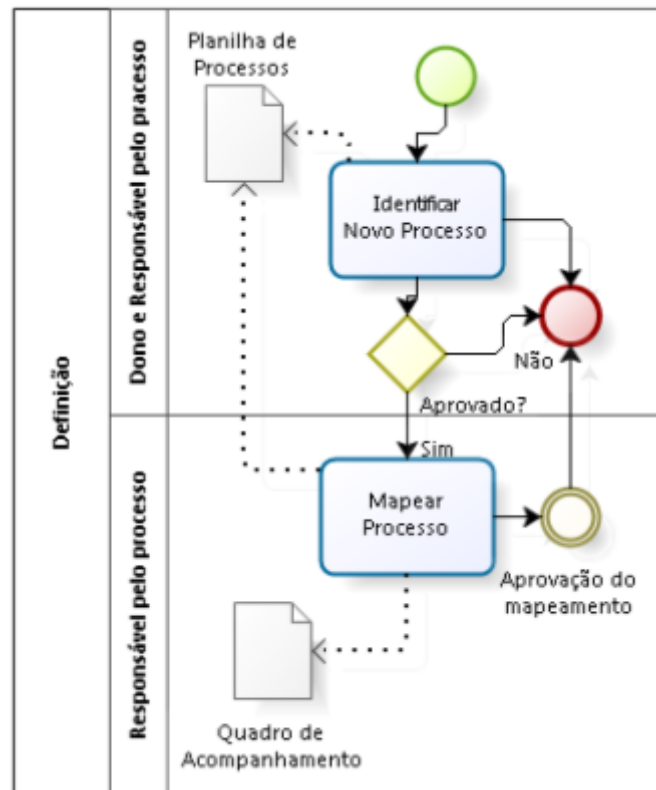 Definição
Dono e Responsável pelo pracesso
Planilha de
Processos
Identificar
Novo Processo
Não
Aprovado?
Responsável pelo processo
Sim
Mapear
Processo
Aprovação do
mapeamento
Quadro de
Acompanhamento